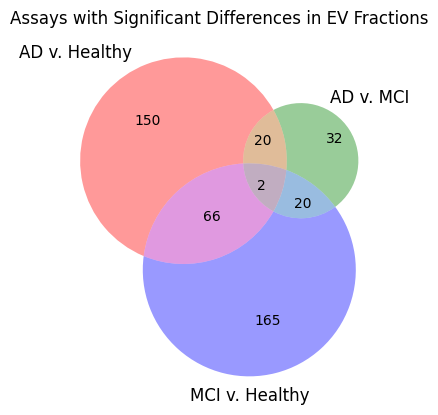 Assays with Significant Differences in EV Fractions
AD v. Healthy
AD v. MCI
150
20
32
2
66
20
165
MCI v. Healthy